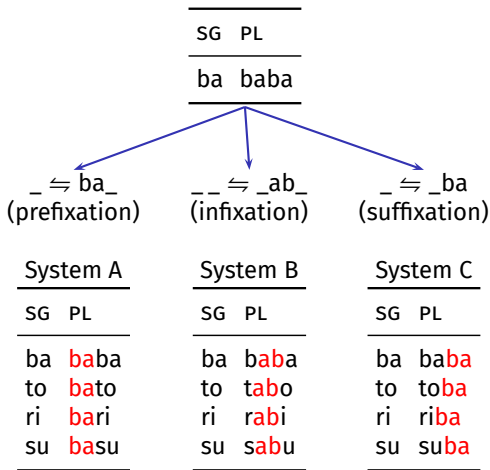 SG PL
ba baba
_ ⇋ ba_ _ _ ⇋ _ab_ _ ⇋ _ba
(prefixation) (infixation) (suffixation)
System A System B System C
SG PL SG PL SG PL
ba baba ba baba ba baba
to bato to tabo to toba
ri bari ri rabi ri riba
su basu su sabu su suba